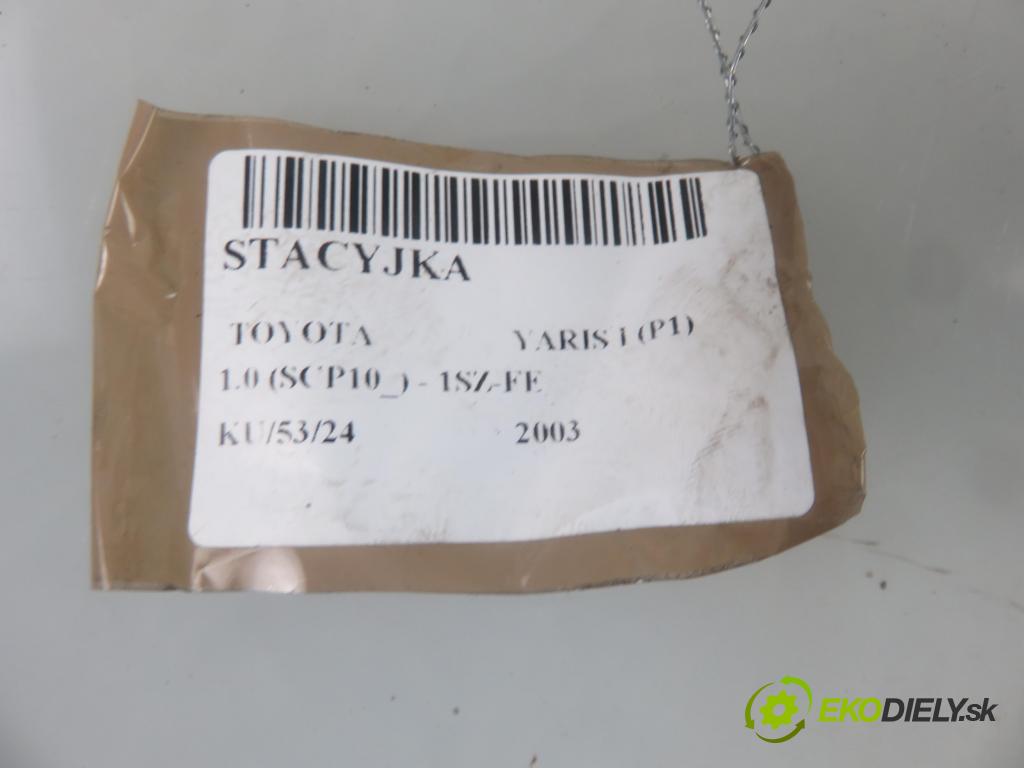 STACYJKA
TOYOTA YARIS I (P1)
1.0 (SCP10_) - 1SZ-FE
KU/53/24 2003
EKODIELY.sk